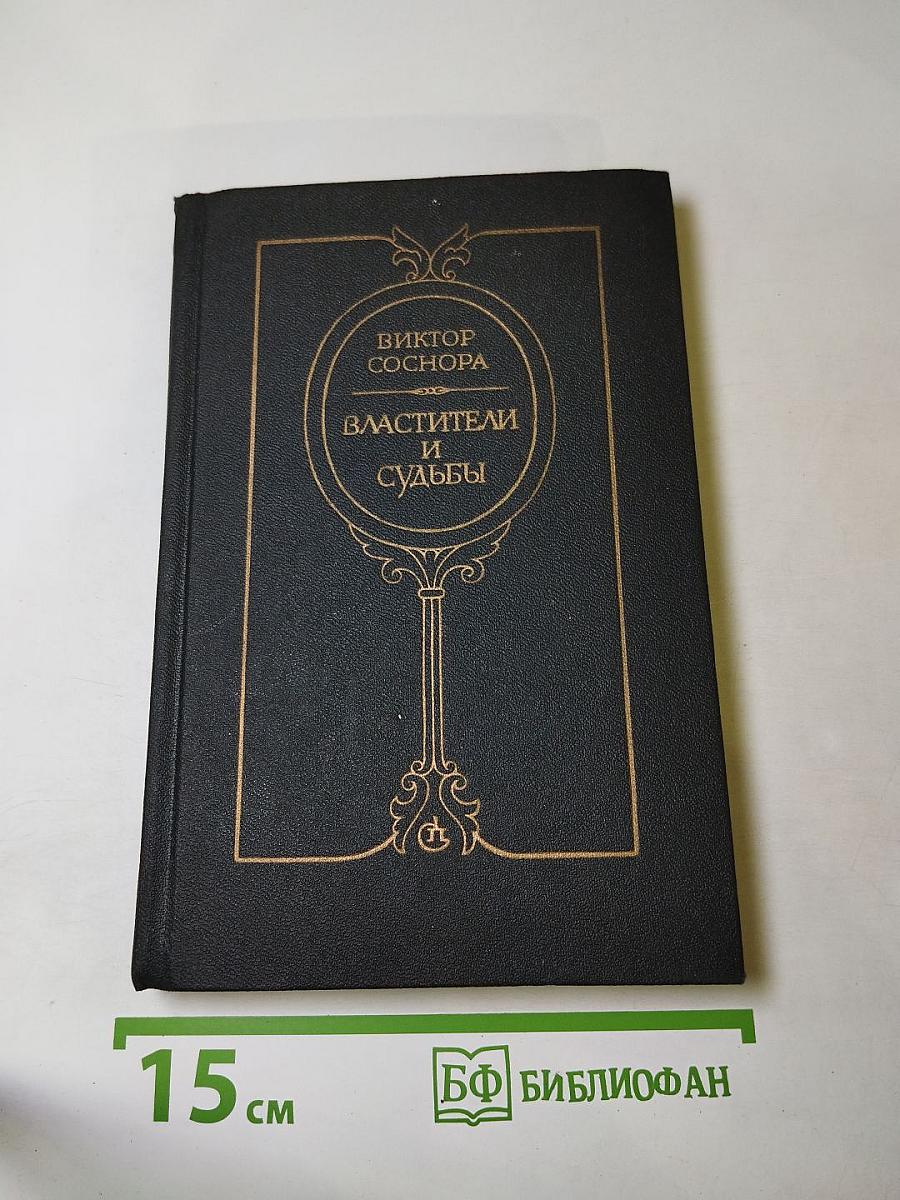 ВИКТОР
СОСНОРА
ВЛАСТИТЕЛИ
И
СУДЬБЫ
15 см
БФ БИБЛИОФАН